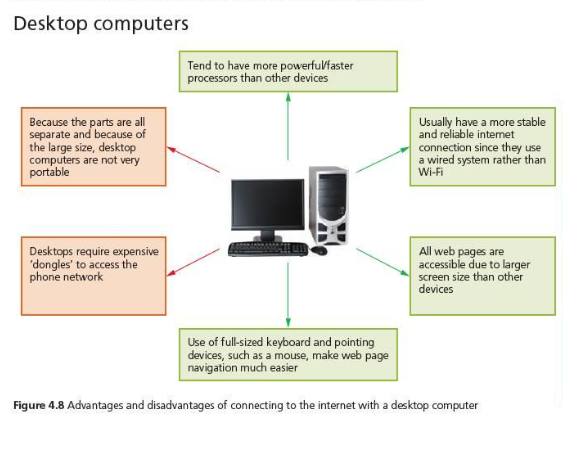 Desktop computers
Tend to have more powerful/faster
processors than other devices
Because the parts are all
separate and because of
the large size, desktop
computers are not very
portable
Usually have a more stable
and reliable internet
connection since they use
a wired system rather than
Wi-Fi
Desktops require expensive
‘dongles’ to access the
phone network
All web pages are
accessible due to larger
screen size than other
devices
Use of full-sized keyboard and pointing
devices, such as a mouse, make web page
navigation much easier
Figure 4.8 Advantages and disadvantages of connecting to the internet with a desktop computer